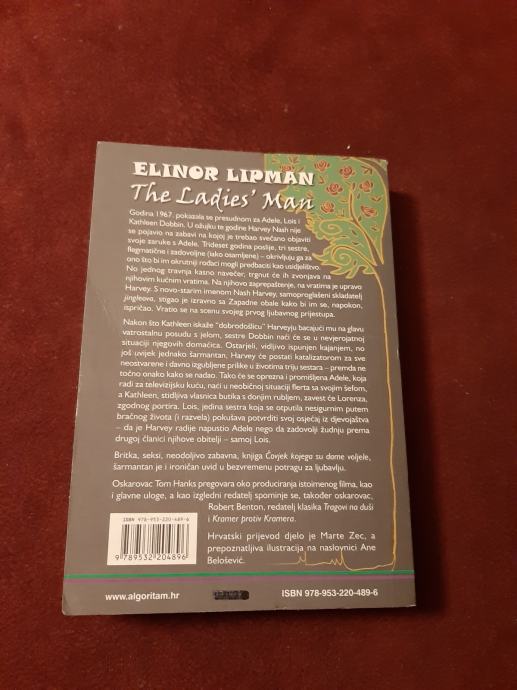 ELINOR LIPMAN
The Ladies' Man
Godina 1967. pokazala se presudnom za Adele, Lois i
Kathleen Dobbin. U ožujku te godine Harvey Nash nije
se pojavio na zabavi na kojoj je trebao svečano objaviti
svoje zaruke s Adele. Trideset godina poslije, tri sestre,
flegmatične i zadovoljne (iako osamljene) – okrivljuju ga za
ono što bi im okrutniji rođaci mogli predbaciti kao usidjelištvo.
No jednog travnja kasno navečer, trgnut će ih zvonjava na
njihovim kućnim vratima. Na njihovo zaprepaštenje, na vratima je upravo
Harvey. S novo-starim imenom Nash Harvey, samoproglašeni skladatelj
jingleova, stigao je izravno sa Zapadne obale kako bi im se, napokon,
ispričao. Vratio se na scenu svojeg prvog ljubavnog prijestupa.
Nakon što Kathleen iskaže "dobrodošlicu" Harveyju bacajući mu na glavu
vatrostalnu posudu s jelom, sestre Dobbin naći će se u nevjerojatnoj
situaciji njegovih domaćica. Ostarjeli, vidljivo ispunjen kajanjem, no
još uvijek jednako šarmantan, Harvey će postati katalizatorom za sve
neostvarene i davno izgubljene prilike u životima triju sestara – premda ne
točno onako kako se nadao. Tako će se oprezna i promišljena Adele, koja
radi za televizijsku kuću, naći u neobičnoj situaciji flerta sa svojim šefom,
a Kathleen, stidljiva vlasnica butika s donjim rubljem, zavest će Lorenza,
zgodnog portira. Lois, jedina sestra koja se otputila nesigurnim putem
bračnog života (i razvela) pokušava potvrditi svoj osjećaj iz djevojaštva
– da je Harvey radije napustio Adele nego da zadovolji žudnju prema
drugoj članici njihove obitelji – samoj Lois.
Britka, seksi, neodoljivo zabavna, knjiga Čovjek kojega su dame voljele,
šarmantan je i ironičan uvid u bezvremenu potragu za ljubavlju.
Oskarovac Tom Hanks pregovara oko produciranja istoimenog filma, kao
i glavne uloge, a kao izgledni redatelj spominje se, također oskarovac,
Robert Benton, redatelj klasika Tragovi na duši
i Kramer protiv Kramera.
Hrvatski prijevod djelo je Marte Zec, a
prepoznatljiva ilustracija na naslovnici Ane
Belošević.
ISBN 978-953-220-489-6
9 789532 204896
www.algoritam.hr
ISBN 978-953-220-489-6